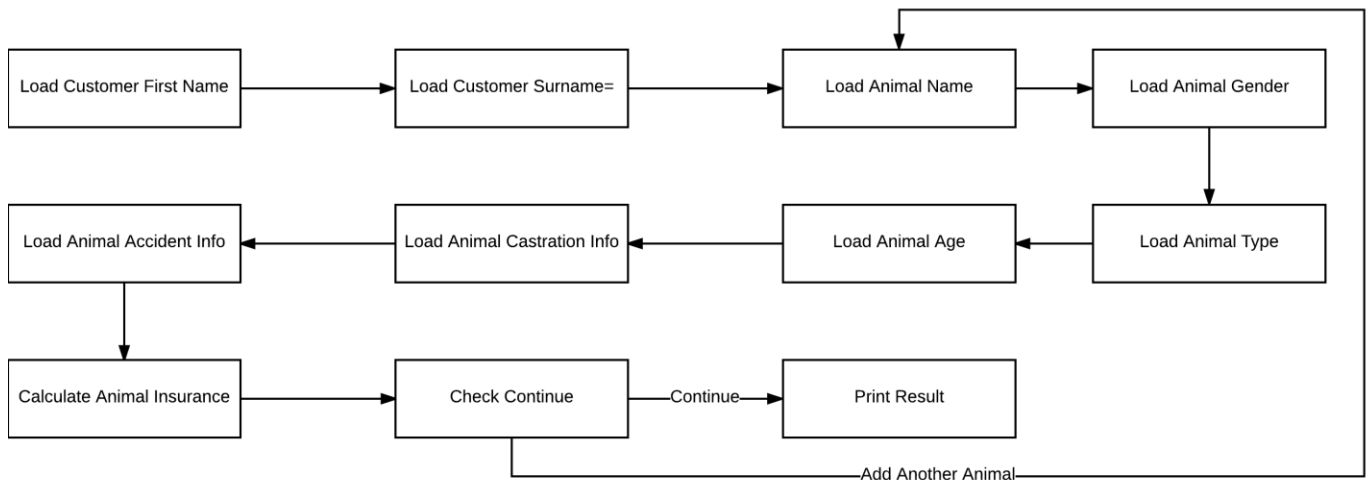 Load Customer First Name
Load Customer Surname=
Load Animal Name
Load Animal Gender
Load Animal Accident Info
Load Animal Castration Info
Load Animal Age
Load Animal Type
Calculate Animal Insurance
Check Continue
Continue
Print Result
Add Another Animal